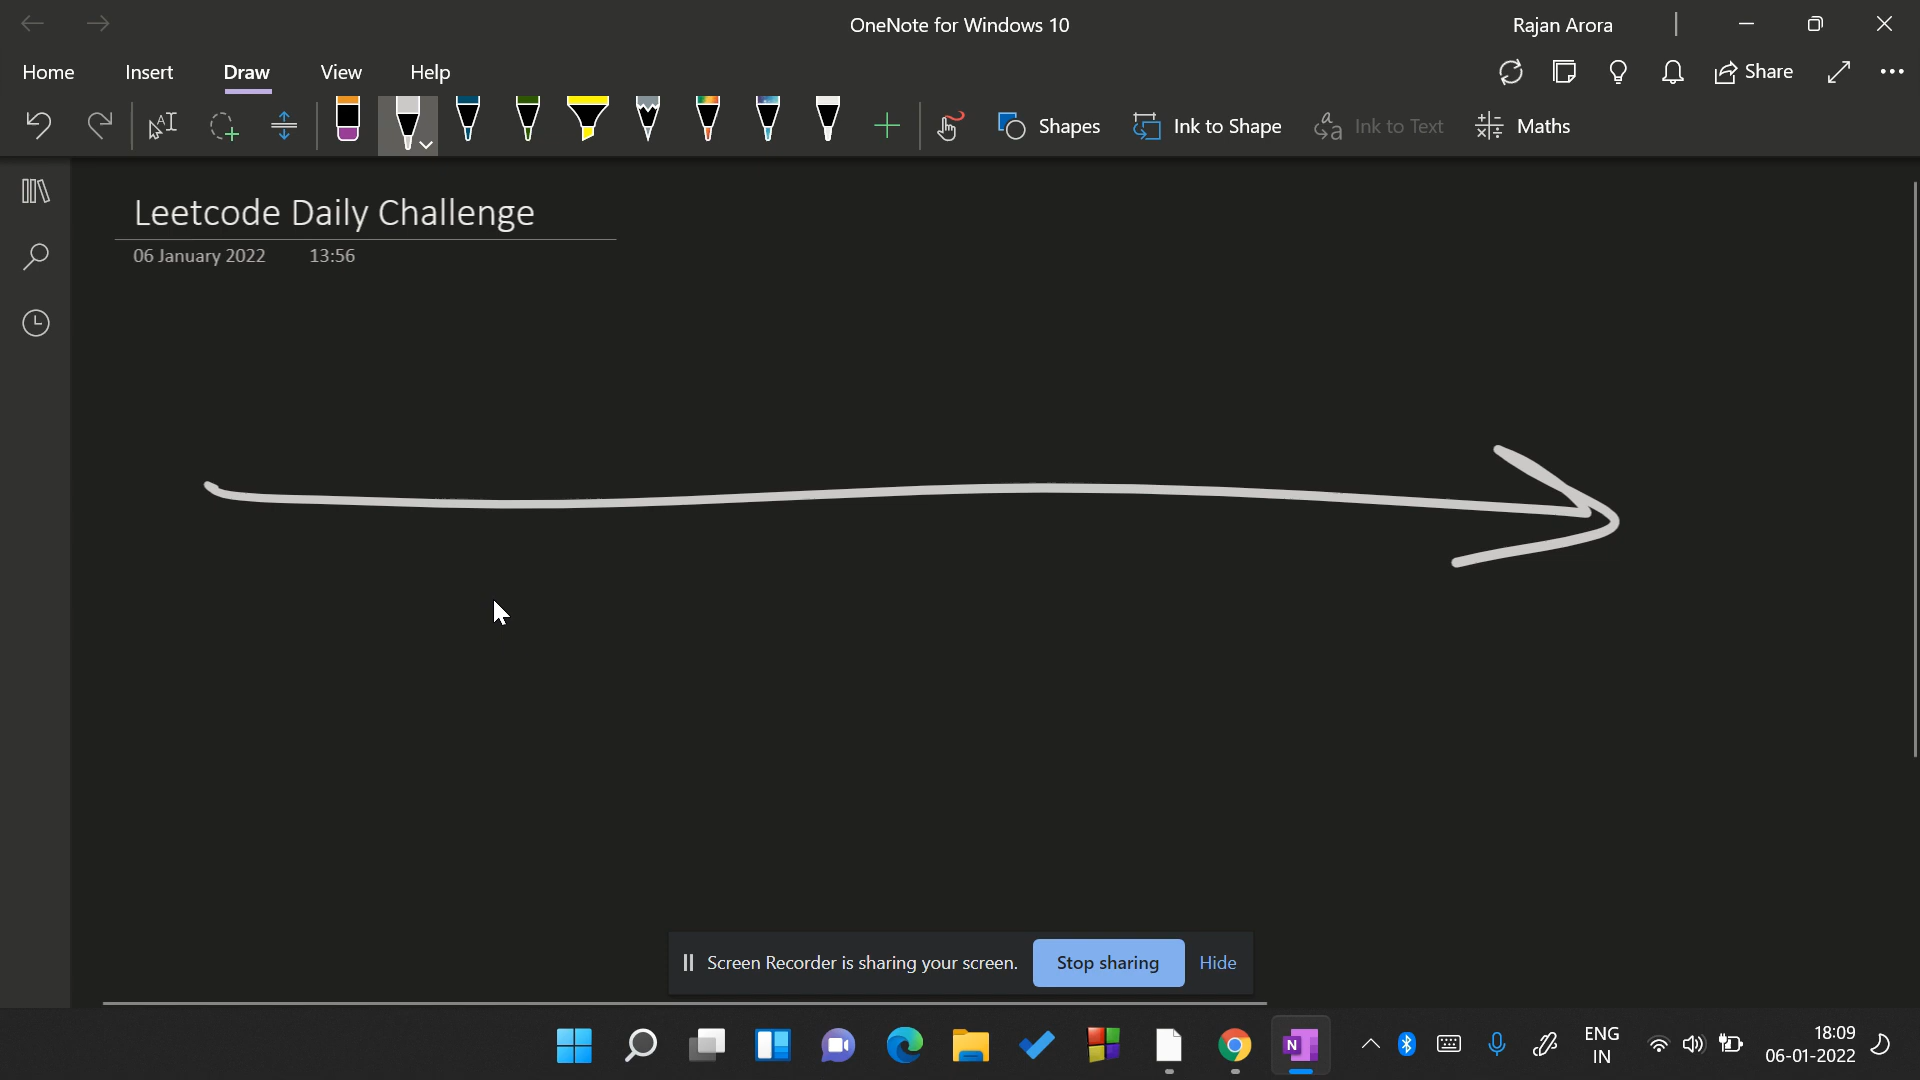 OneNote for Windows 10
Rajan Arora
Home Insert Draw View Help
Share
Shapes Ink to Shape Ink to Text Maths
Leetcode Daily Challenge
06 January 2022 13:56
Screen Recorder is sharing your screen. Stop sharing Hide
ENG
IN
18:09
06-01-2022